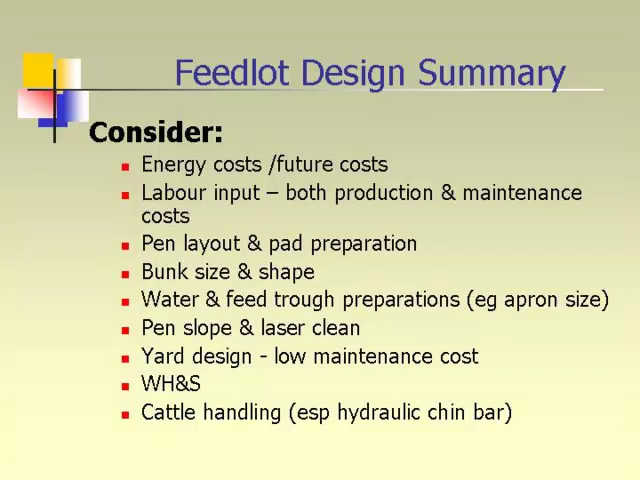 Feedlot Design Summary
Consider:
Energy costs /future costs
Labour input – both production & maintenance
costs
Pen layout & pad preparation
Bunk size & shape
Water & feed trough preparations (eg apron size)
Pen slope & laser clean
Yard design - low maintenance cost
WH&S
Cattle handling (esp hydraulic chin bar)